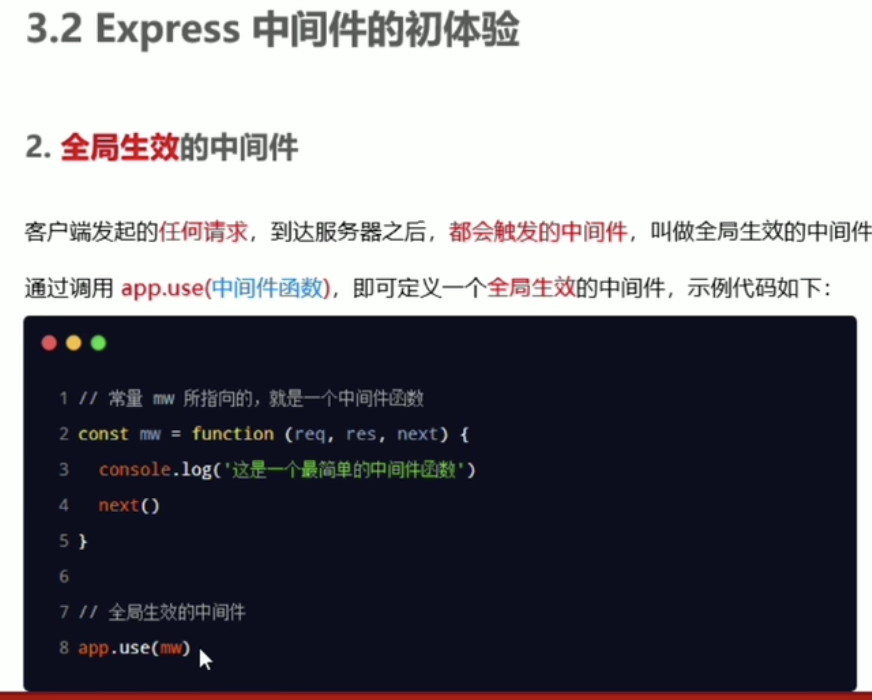 3.2 Express 中间件的初体验
2. 全局生效的中间件
客户端发起的任何请求，到达服务器之后，都会触发的中间件，叫做全局生效的中间件
通过调用 app.use(中间件函数)，即可定义一个全局生效的中间件，示例代码如下：
1 // 常量 mw 所指向的，就是一个中间件函数
2 const mw = function (req, res, next) {
3   console.log('这是一个最简单的中间件函数')
4   next()
5 }
6
7 // 全局生效的中间件
8 app.use(mw)